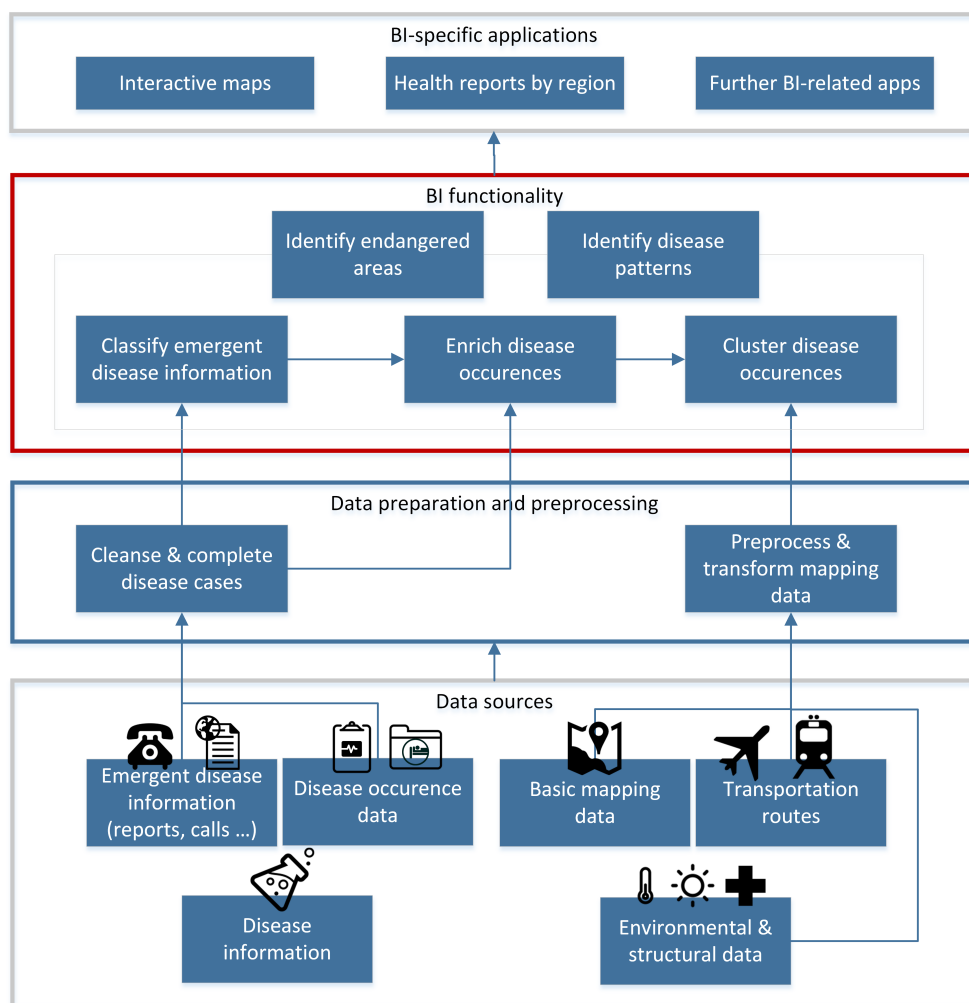 BI-specific applications
Interactive maps
Health reports by region
Further BI-related apps
BI functionality
Identify endangered
areas
Identify disease
patterns
Classify emergent
disease information
Enrich disease
occurences
Cluster disease
occurences
Data preparation and preprocessing
Cleanse & complete
disease cases
Preprocess &
transform mapping
data
Data sources
Emergent disease
information
(reports, calls …)
Disease occurence
data
Basic mapping
data
Transportation
routes
Disease
information
Environmental &
structural data